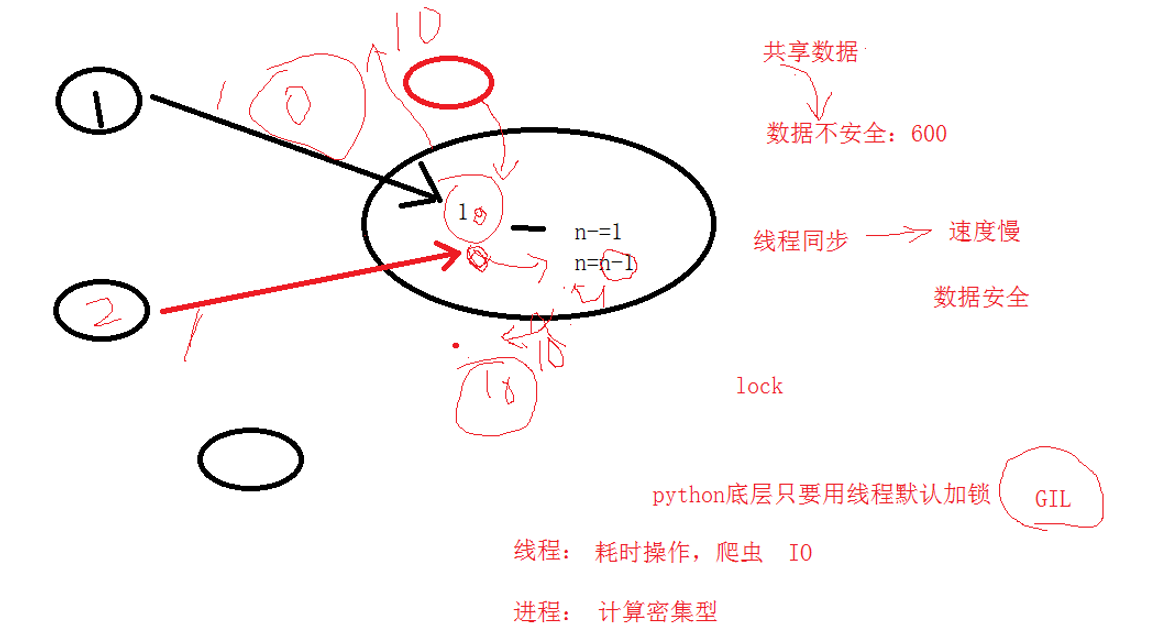 10
共享数据
1
数据不安全：600
1
10
n-=1
n=n-1
线程同步
速度慢
数据安全
2
lock
python底层只要用线程默认加锁
GIL
线程： 耗时操作，爬虫 IO
进程： 计算密集型